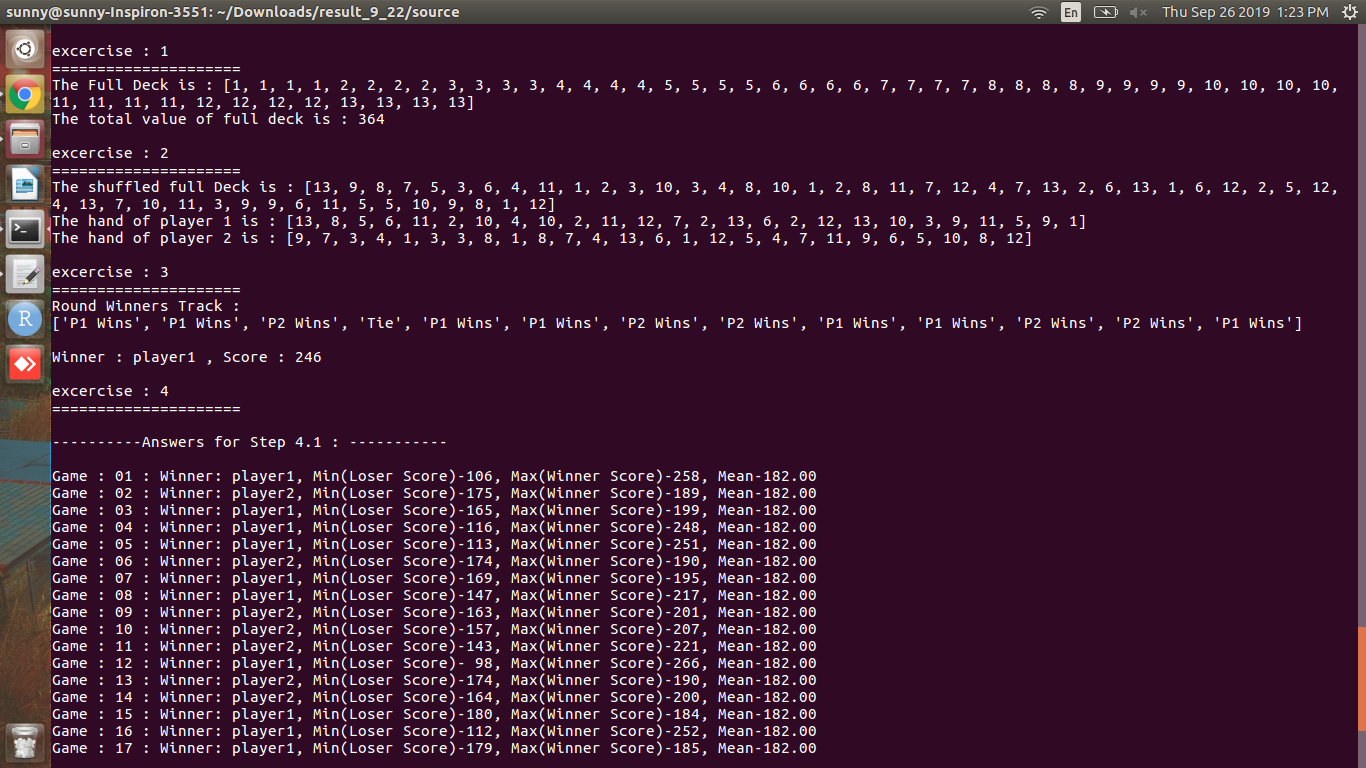 sunny@sunny-Inspiron-3551: ~/Downloads/result_9_22/source
En
Thu Sep 26 2019 1:23 PM
excercise : 1
=====================
The Full Deck is : [1, 1, 1, 1, 2, 2, 2, 2, 3, 3, 3, 3, 4, 4, 4, 4, 5, 5, 5, 5, 6, 6, 6, 6, 7, 7, 7, 7, 8, 8, 8, 8, 9, 9, 9, 9, 10, 10, 10, 10,
11, 11, 11, 11, 12, 12, 12, 12, 13, 13, 13, 13]
The total value of full deck is : 364
excercise : 2
=====================
The shuffled full Deck is : [13, 9, 8, 7, 5, 3, 6, 4, 11, 1, 2, 3, 10, 3, 4, 8, 10, 1, 2, 8, 11, 7, 12, 4, 7, 13, 2, 6, 13, 1, 6, 12, 2, 5, 12,
4, 13, 7, 10, 11, 3, 9, 9, 6, 11, 5, 5, 10, 9, 8, 1, 12]
The hand of player 1 is : [13, 8, 5, 6, 11, 2, 10, 4, 10, 2, 11, 12, 7, 2, 13, 6, 2, 12, 13, 10, 3, 9, 11, 5, 9, 1]
The hand of player 2 is : [9, 7, 3, 4, 1, 3, 3, 8, 1, 8, 7, 4, 13, 6, 1, 12, 5, 4, 7, 11, 9, 6, 5, 10, 8, 12]
excercise : 3
=====================
Round Winners Track :
['P1 Wins', 'P1 Wins', 'P2 Wins', 'Tie', 'P1 Wins', 'P1 Wins', 'P2 Wins', 'P2 Wins', 'P1 Wins', 'P1 Wins', 'P2 Wins', 'P2 Wins', 'P1 Wins']
Winner : player1 , Score : 246
excercise : 4
=====================
----------Answers for Step 4.1 : -----------
Game : 01 : Winner: player1, Min(Loser Score)-106, Max(Winner Score)-258, Mean-182.00
Game : 02 : Winner: player2, Min(Loser Score)-175, Max(Winner Score)-189, Mean-182.00
Game : 03 : Winner: player1, Min(Loser Score)-165, Max(Winner Score)-199, Mean-182.00
Game : 04 : Winner: player1, Min(Loser Score)-116, Max(Winner Score)-248, Mean-182.00
Game : 05 : Winner: player1, Min(Loser Score)-113, Max(Winner Score)-251, Mean-182.00
Game : 06 : Winner: player2, Min(Loser Score)-174, Max(Winner Score)-190, Mean-182.00
Game : 07 : Winner: player1, Min(Loser Score)-169, Max(Winner Score)-195, Mean-182.00
Game : 08 : Winner: player1, Min(Loser Score)-147, Max(Winner Score)-217, Mean-182.00
Game : 09 : Winner: player2, Min(Loser Score)-163, Max(Winner Score)-201, Mean-182.00
Game : 10 : Winner: player2, Min(Loser Score)-157, Max(Winner Score)-207, Mean-182.00
Game : 11 : Winner: player2, Min(Loser Score)-143, Max(Winner Score)-221, Mean-182.00
Game : 12 : Winner: player1, Min(Loser Score)- 98, Max(Winner Score)-266, Mean-182.00
Game : 13 : Winner: player2, Min(Loser Score)-174, Max(Winner Score)-190, Mean-182.00
Game : 14 : Winner: player2, Min(Loser Score)-164, Max(Winner Score)-200, Mean-182.00
Game : 15 : Winner: player1, Min(Loser Score)-180, Max(Winner Score)-184, Mean-182.00
Game : 16 : Winner: player1, Min(Loser Score)-112, Max(Winner Score)-252, Mean-182.00
Game : 17 : Winner: player1, Min(Loser Score)-179, Max(Winner Score)-185, Mean-182.00
>_
R